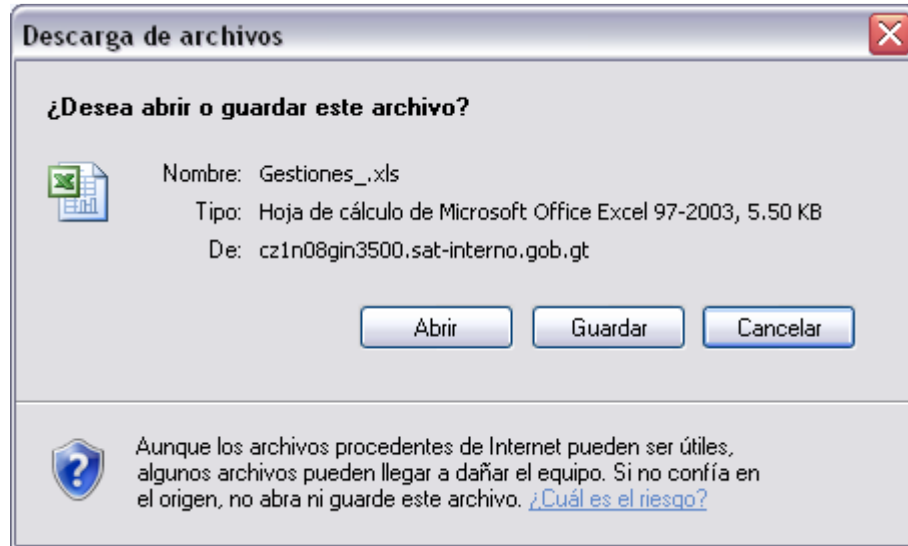 Descarga de archivos
¿Desea abrir o guardar este archivo?
Nombre: Gestiones_.xls
Tipo: Hoja de cálculo de Microsoft Office Excel 97-2003, 5.50 KB
De: cz1n08gin3500.sat-interno.gob.gt
Abrir Guardar Cancelar
Aunque los archivos procedentes de Internet pueden ser útiles,
algunos archivos pueden llegar a dañar el equipo. Si no confía en
el origen, no abra ni guarde este archivo. ¿Cuál es el riesgo?